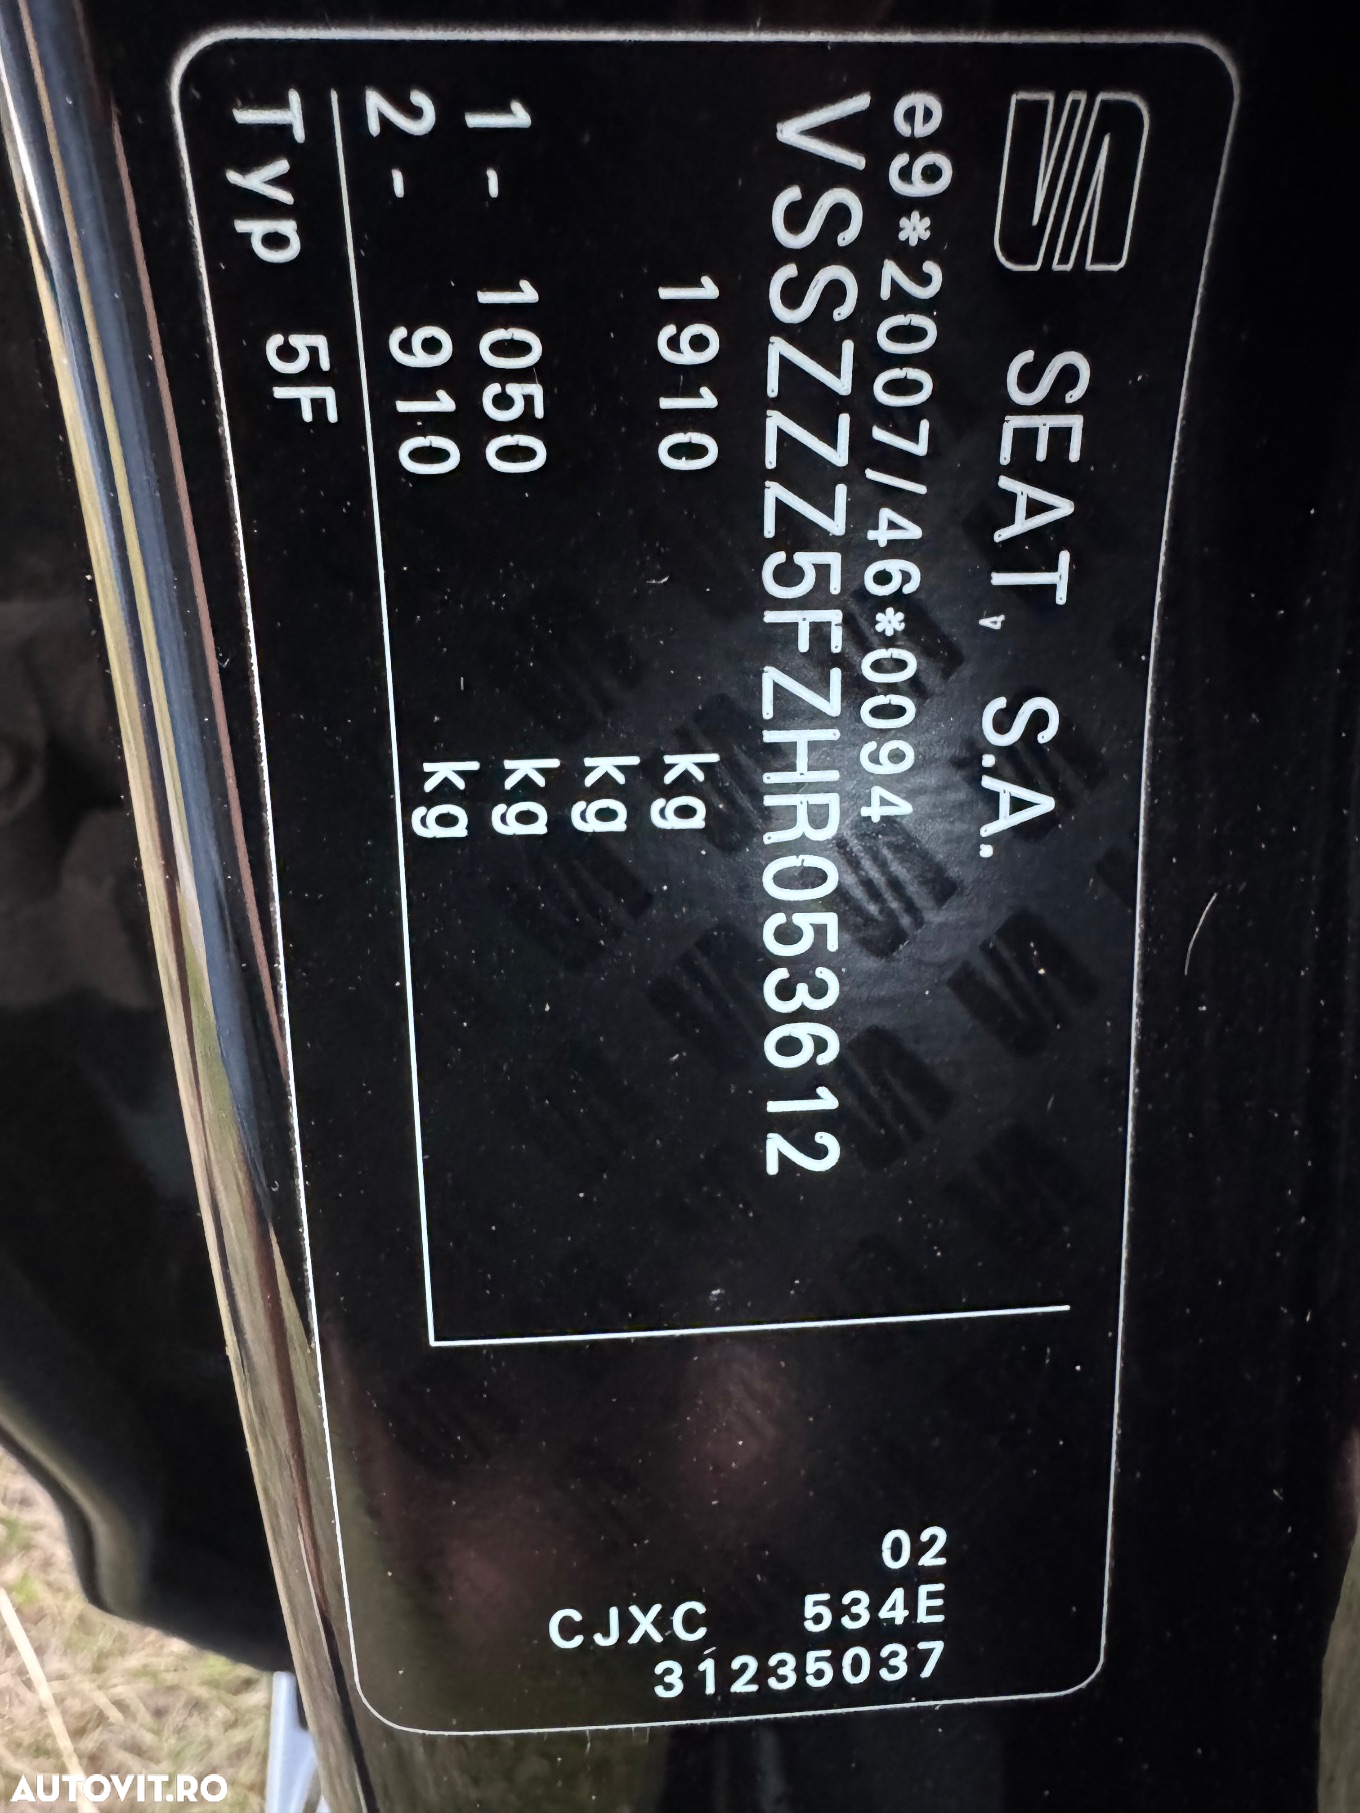 SEAT, S.A.
e9*2007/46*0094
VSSZZZ5FZHR053612
1910 kg
kg
1- 1050 kg
2- 910 kg
Typ 5F
02
534E
CJXC
31235037
AUTOVIT.RO